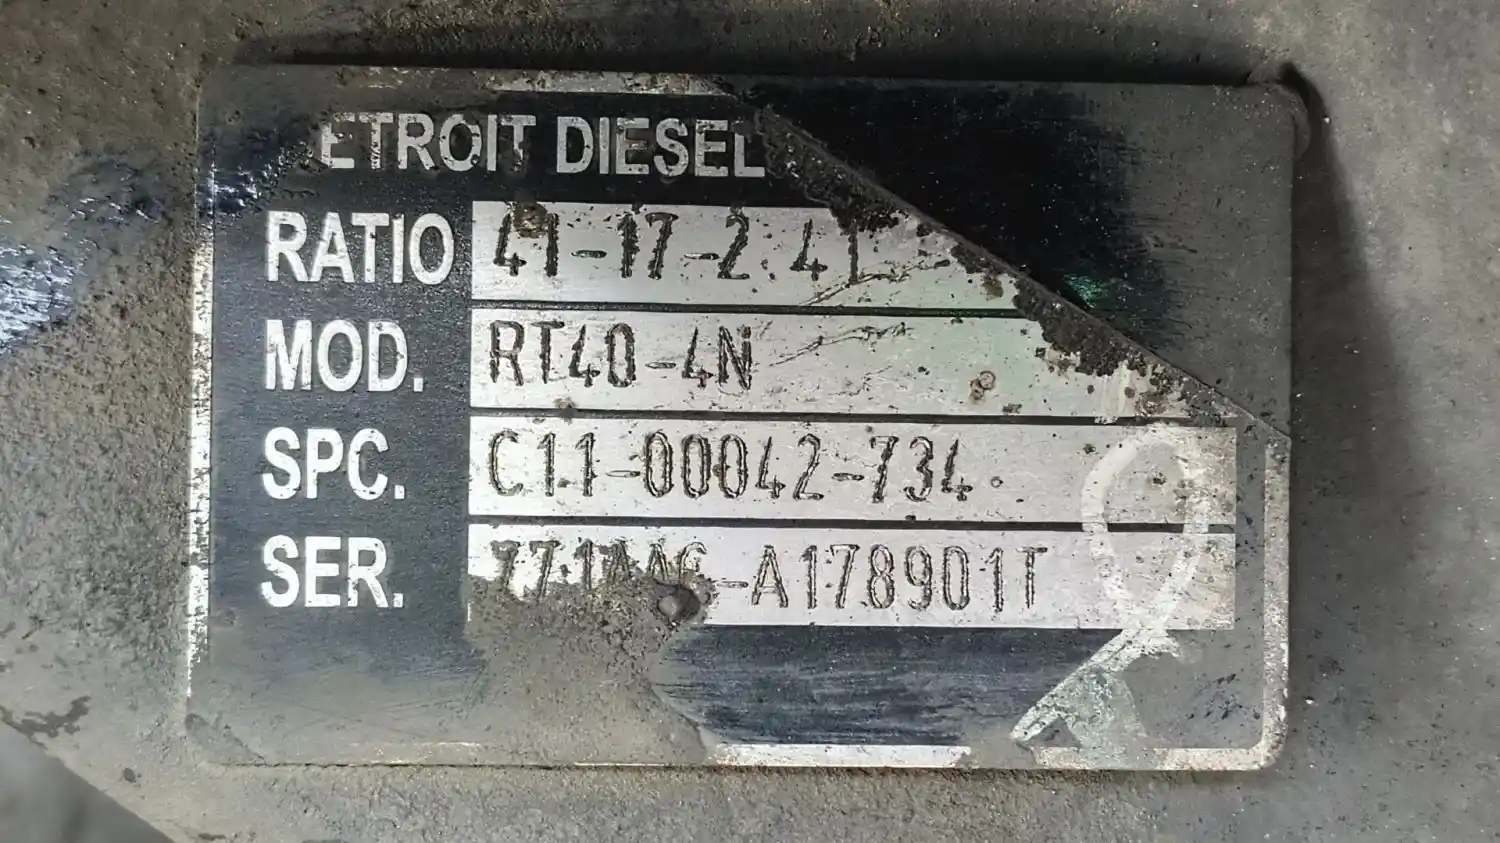 ETROIT DIESEL
RATIO 41-17-2.41
MOD. RT40-4N
SPC. C11-00042-734
SER. A178901T